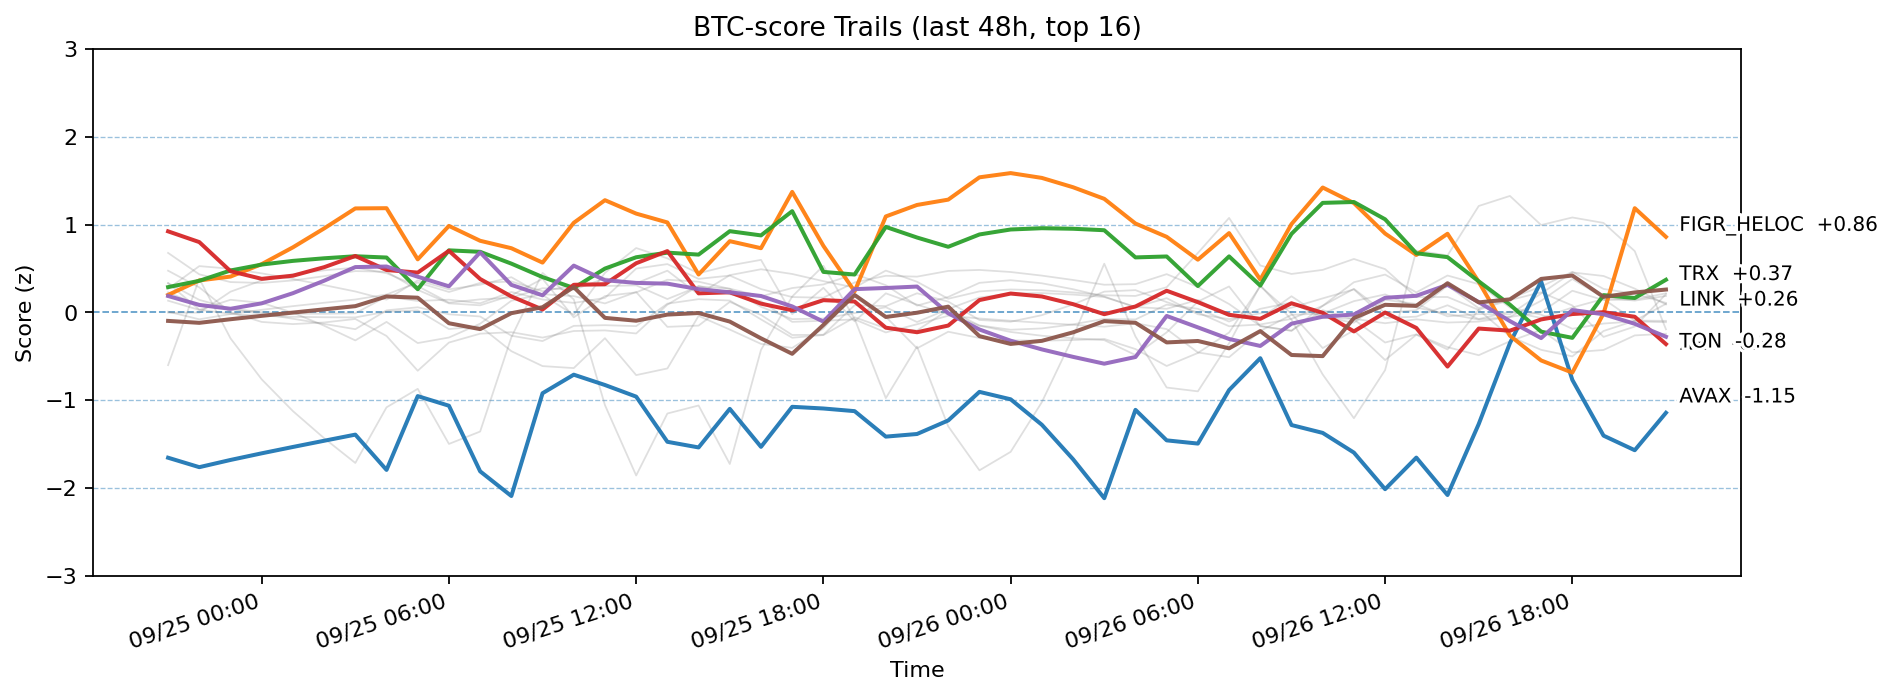 BTC-score Trails (last 48h, top 16)
Score (z)
3
2
1
0
−1
−2
−3
FIGR_HELOC +0.86
TRX +0.37
LINK +0.26
TON -0.28
AVAX -1.15
09/25 00:00
09/25 06:00
09/25 12:00
09/25 18:00
09/26 00:00
09/26 06:00
09/26 12:00
09/26 18:00
Time